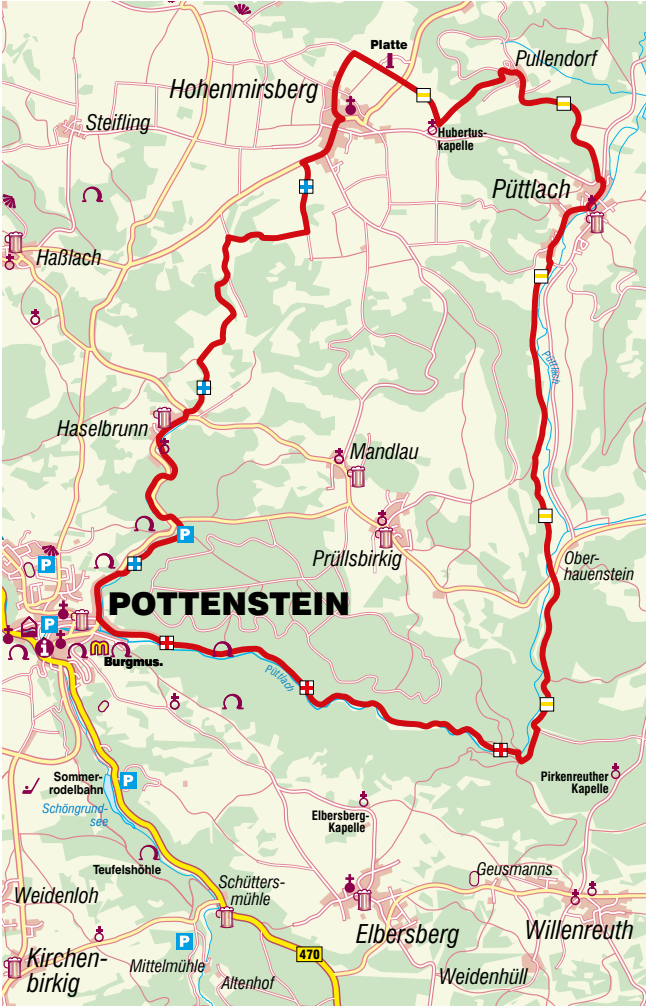 Platte
Pullendorf
Hohenmirsberg
Steifling
Hubertus-
kapelle
Püttlach
Haßlach
Püttlach
Haselbrunn
Mandlau
P
Prüllsbirkig
Ober-
hauenstein
P
POTTENSTEIN
P
i
m
Burgmus.
Püttlach
Sommer-
rodelbahn
P
Schöngrund-
see
Pirkenreuther
Kapelle
Elbersberg-
Kapelle
Teufelshöhle
Schütters-
mühle
Geusmanns
Weidenloh
Elbersberg
Willenreuth
P
Kirchen-
birkig
Mittelmühle
470
Altenhof
Weidenhüll